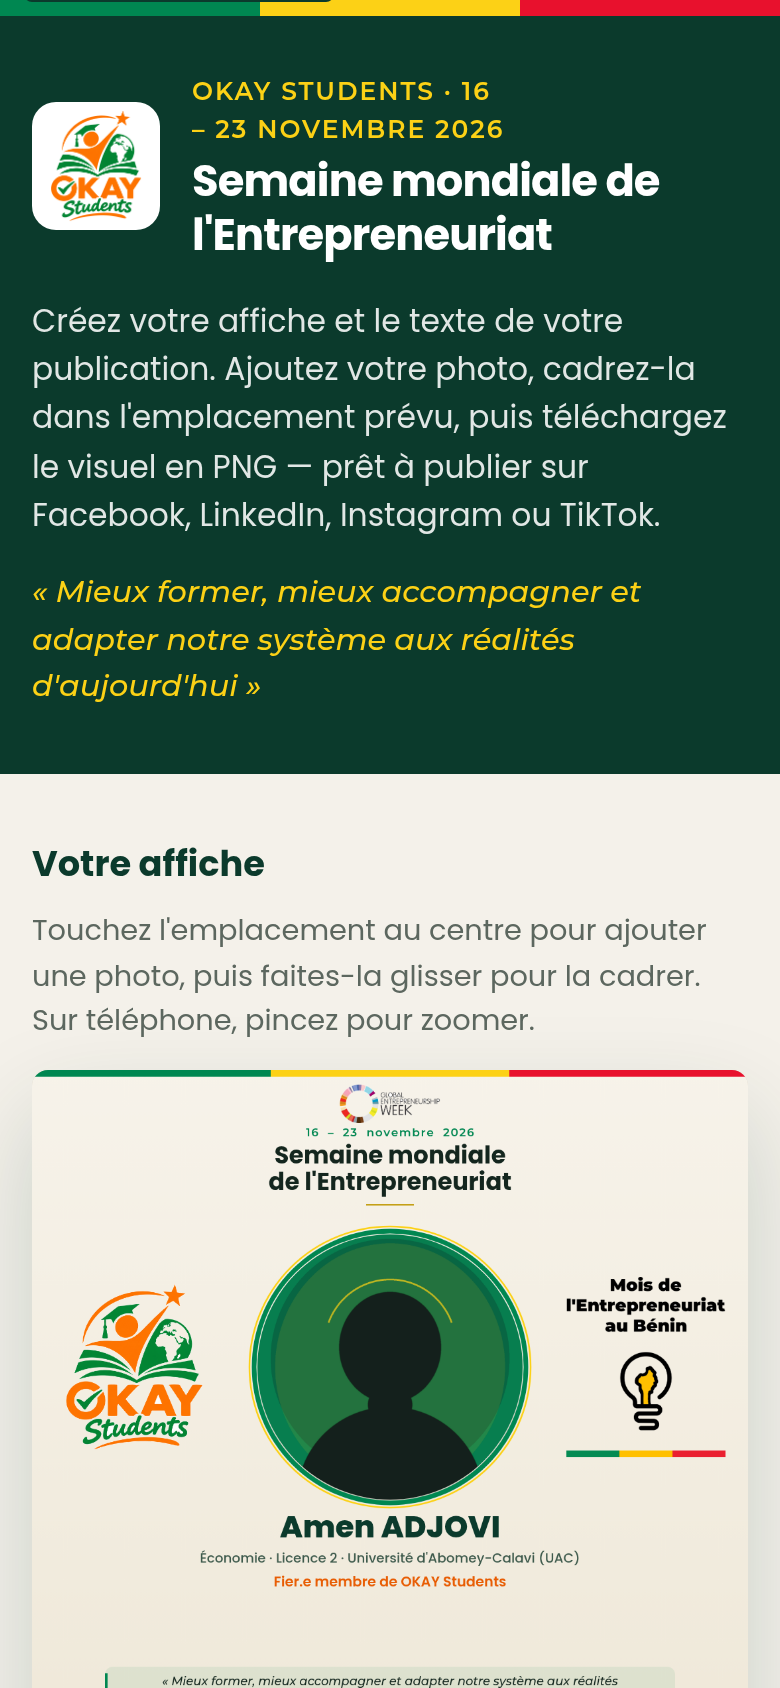 OKAY STUDENTS · 16
– 23 NOVEMBRE 2026
OKAY
Students
Semaine mondiale de
l'Entrepreneuriat
Créez votre affiche et le texte de votre
publication. Ajoutez votre photo, cadrez-la
dans l'emplacement prévu, puis téléchargez
le visuel en PNG — prêt à publier sur
Facebook, LinkedIn, Instagram ou TikTok.
« Mieux former, mieux accompagner et
adapter notre système aux réalités
d'aujourd'hui »
Votre affiche
Touchez l'emplacement au centre pour ajouter
une photo, puis faites-la glisser pour la cadrer.
Sur téléphone, pincez pour zoomer.
GLOBAL
ENTREPRENEURSHIP
WEEK
16 – 23 novembre 2026
Semaine mondiale
de l'Entrepreneuriat
OKAY
Students
Mois de
l'Entrepreneuriat
au Bénin
Amen ADJOVI
Économie · Licence 2 · Université d'Abomey-Calavi (UAC)
Fier.e membre de OKAY Students
« Mieux former, mieux accompagner et adapter notre système aux réalités